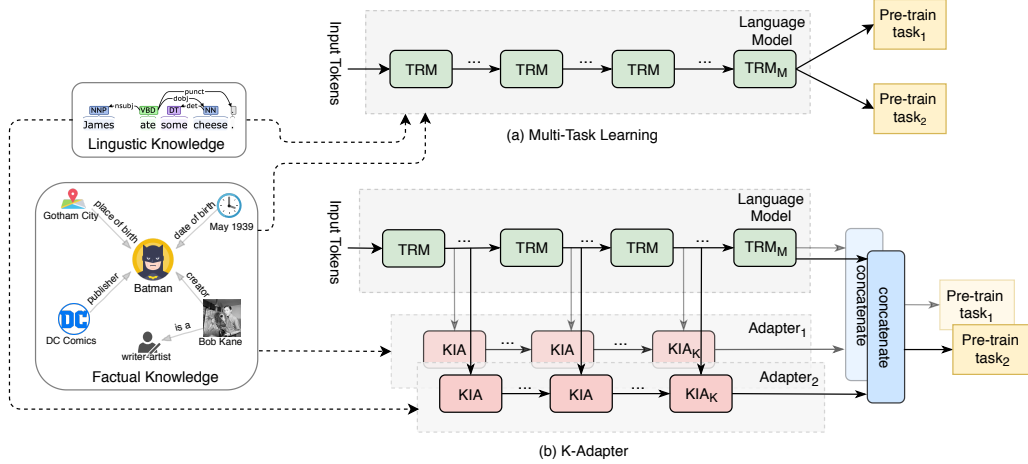 Input Tokens
TRM
...
TRM
...
TRM
...
Language
Model
TRM_M
Pre-train
task_1
Pre-train
task_2
(a) Multi-Task Learning
punct
dobj
nsubj
det
NNP
VBD
DT
NN
James
ate
some
cheese
.
Lingustic Knowledge
Gotham City
place of birth
date of birth
May 1939
Batman
publisher
creator
DC
DC Comics
is a
writer-artist
Bob Kane
Factual Knowledge
Input Tokens
TRM
...
TRM
...
TRM
...
Language
Model
TRM_M
Adapter_1
KIA
...
KIA
...
KIA_K
Adapter_2
KIA
...
KIA
...
KIA_K
concatenate
concatenate
Pre-train
task_1
Pre-train
task_2
(b) K-Adapter